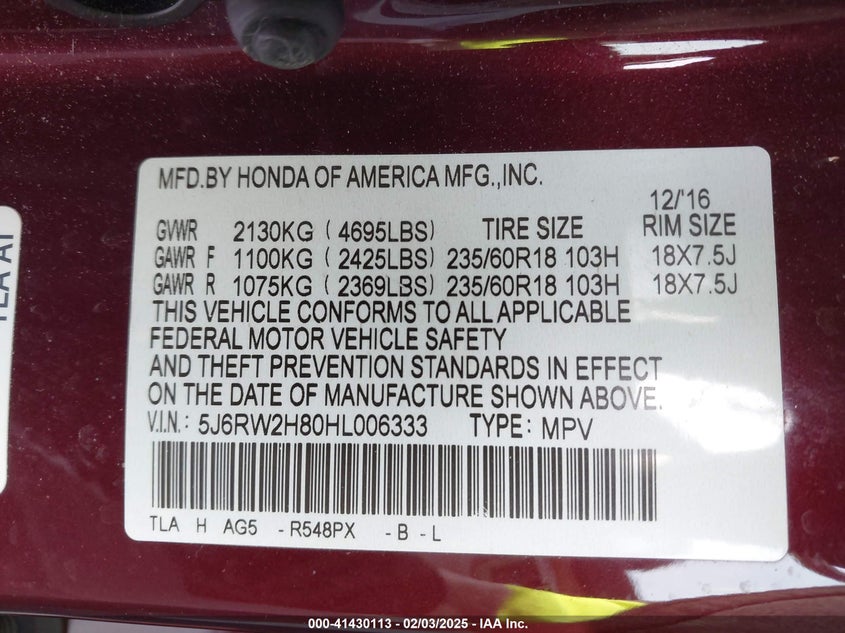 MFD.BY HONDA OF AMERICA MFG.,INC.
12/'16
GVWR 2130KG ( 4695LBS) TIRE SIZE RIM SIZE
GAWR F 1100KG ( 2425LBS) 235/60R18 103H 18X7.5J
GAWR R 1075KG ( 2369LBS) 235/60R18 103H 18X7.5J
THIS VEHICLE CONFORMS TO ALL APPLICABLE
FEDERAL MOTOR VEHICLE SAFETY
AND THEFT PREVENTION STANDARDS IN EFFECT
ON THE DATE OF MANUFACTURE SHOWN ABOVE.
V.I.N.: 5J6RW2H80HL006333 TYPE: MPV
TLA H AG5 -R548PX -B -L
TLA A1
000-41430113 - 02/03/2025 - IAA Inc.